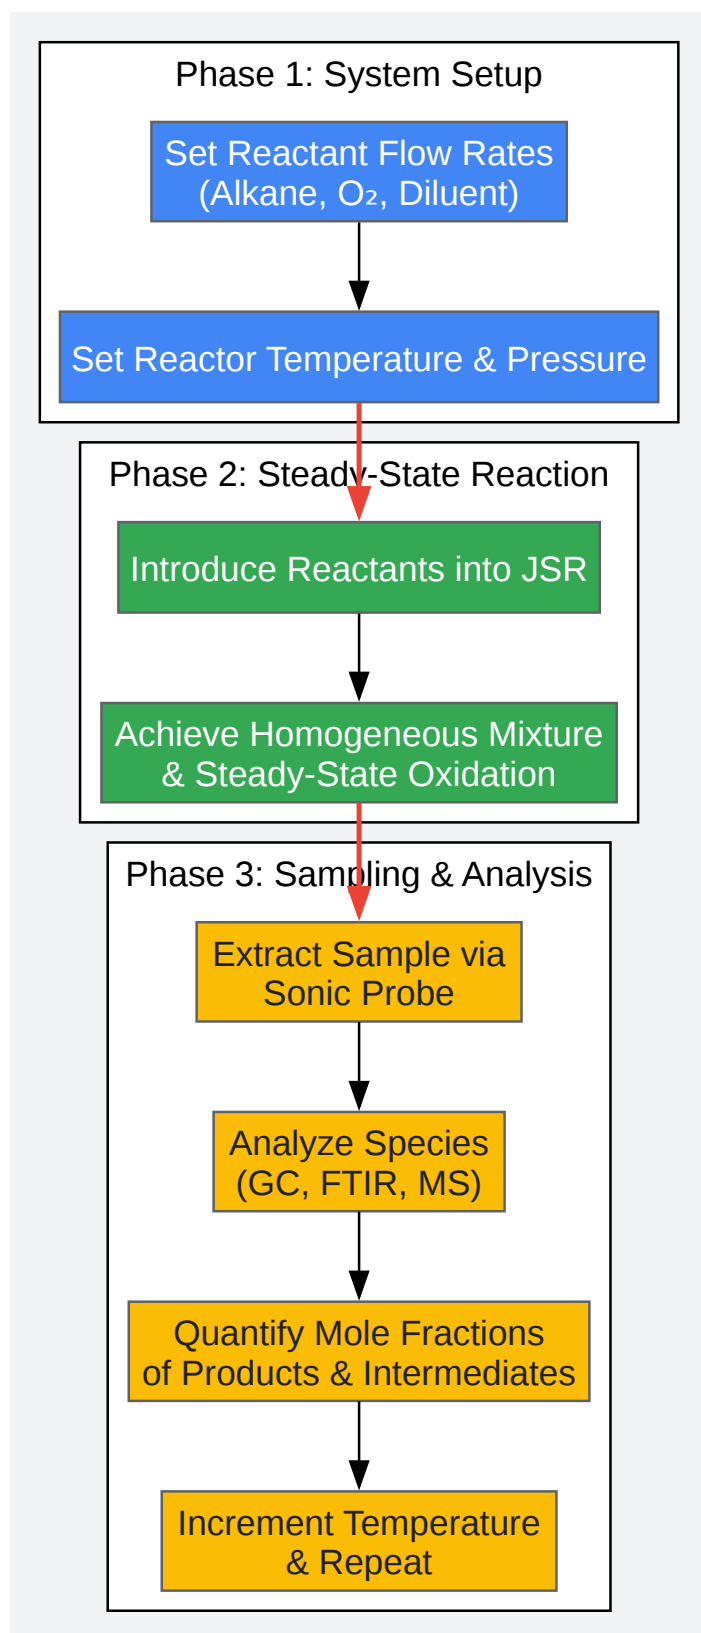 Phase 1: System Setup
Set Reactant Flow Rates
(Alkane, O₂, Diluent)
Set Reactor Temperature & Pressure
Phase 2: Steady-State Reaction
Introduce Reactants into JSR
Achieve Homogeneous Mixture
& Steady-State Oxidation
Phase 3: Sampling & Analysis
Extract Sample via
Sonic Probe
Analyze Species
(GC, FTIR, MS)
Quantify Mole Fractions
of Products & Intermediates
Increment Temperature
& Repeat